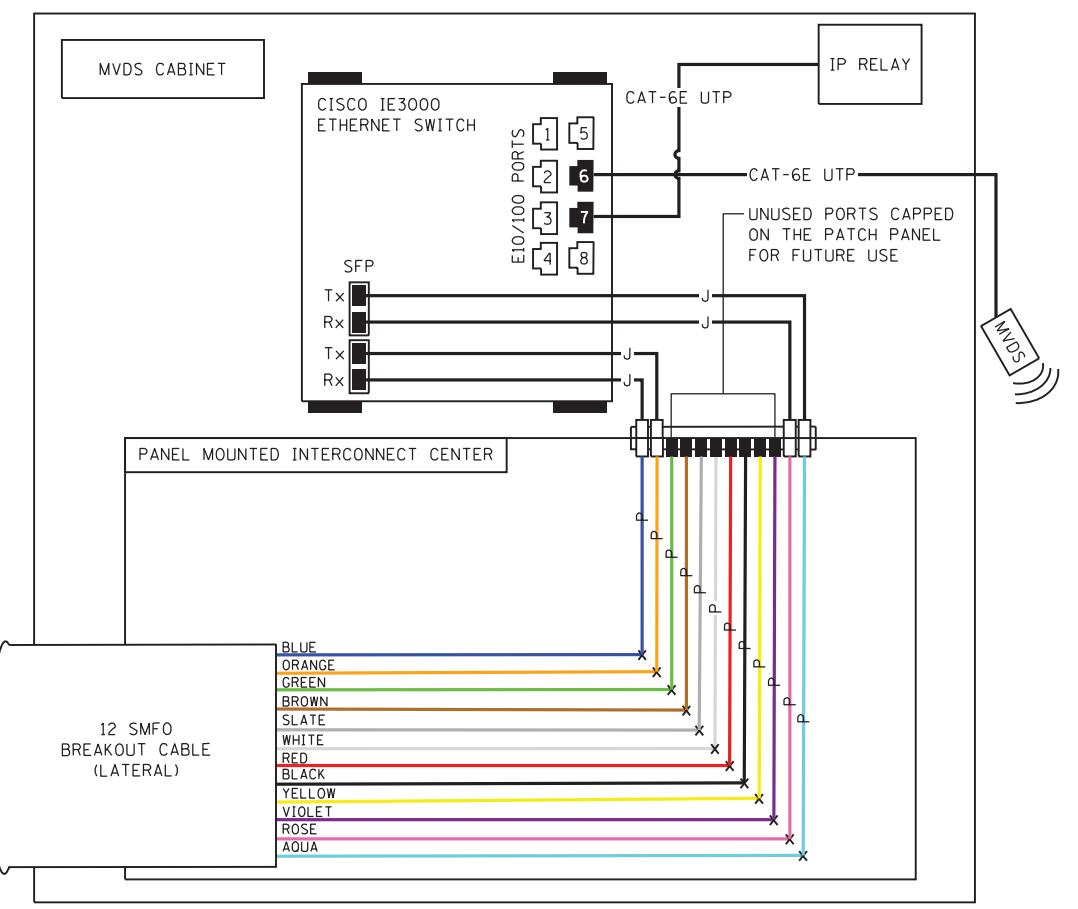 MVDS CABINET
IP RELAY
CISCO IE3000
ETHERNET SWITCH
CAT-6E UTP
E10/100 PORTS
1
5
2
6
3
7
4
8
CAT-6E UTP
UNUSED PORTS CAPPED
ON THE PATCH PANEL
FOR FUTURE USE
SFP
Tx
J
Rx
J
Tx
J
Rx
J
MVDS
PANEL MOUNTED INTERCONNECT CENTER
P
P
P
P
P
P
P
P
P
P
P
P
12 SMFO
BREAKOUT CABLE
(LATERAL)
BLUE
ORANGE
GREEN
BROWN
SLATE
WHITE
RED
BLACK
YELLOW
VIOLET
ROSE
AQUA